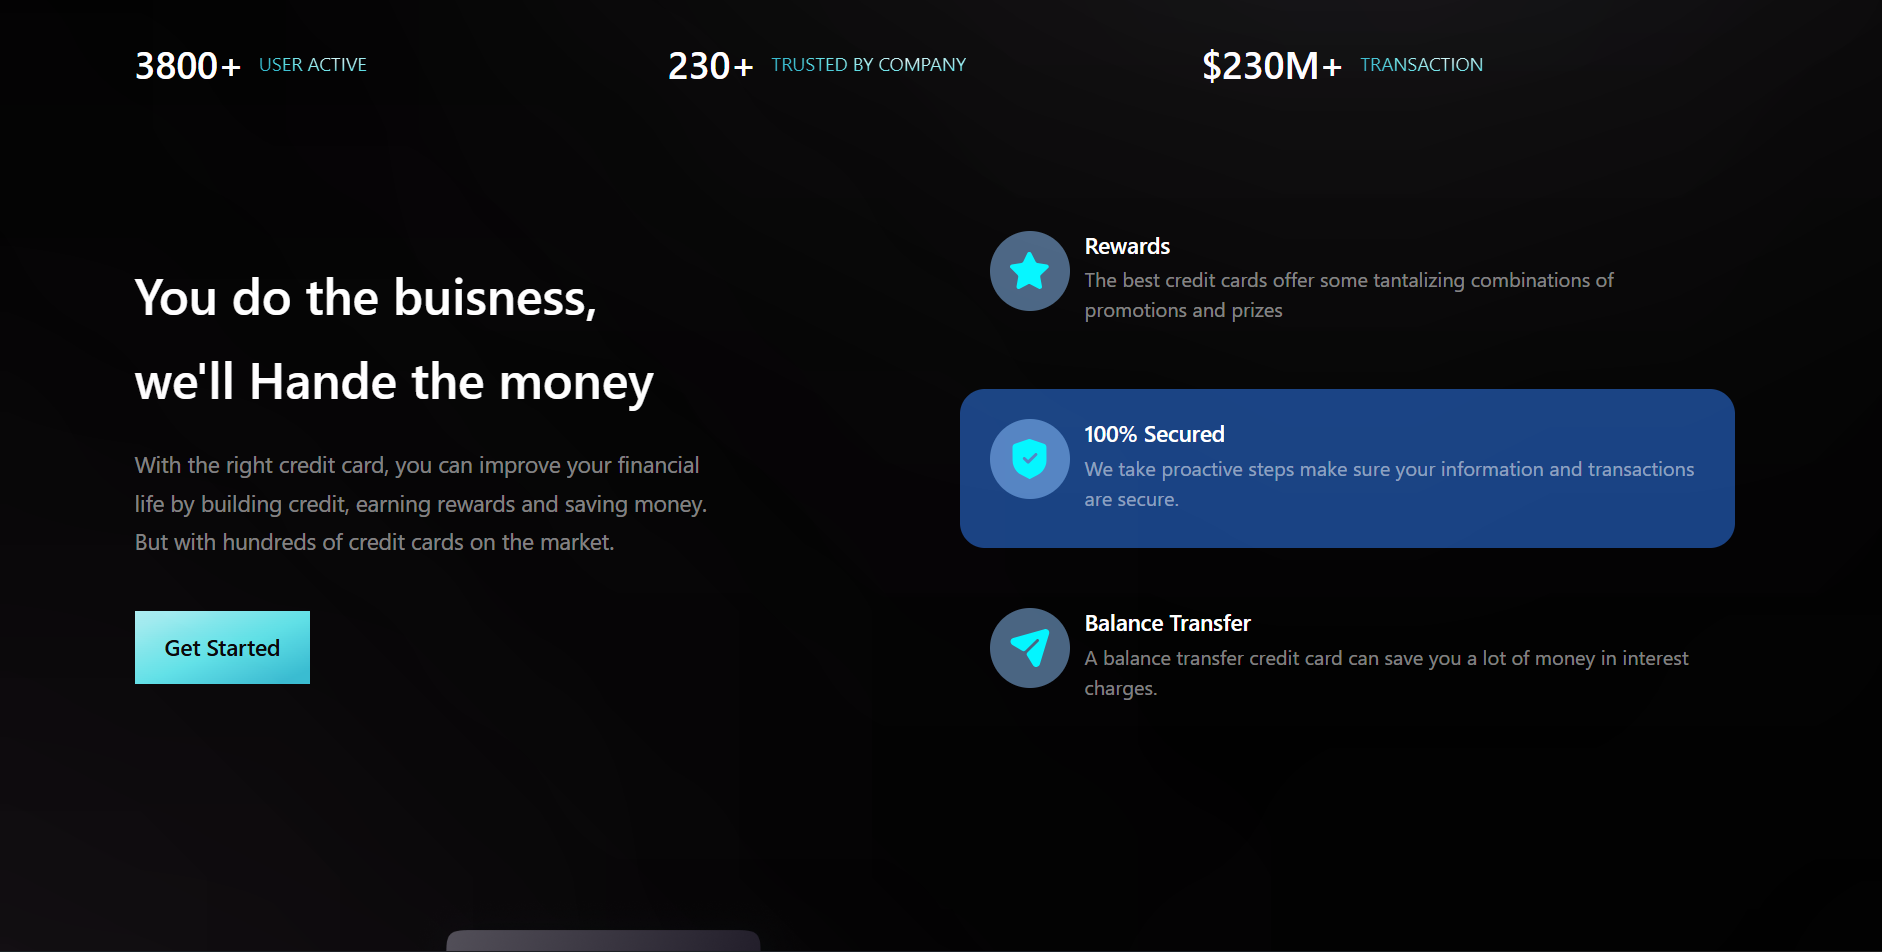 3800+ USER ACTIVE 230+ TRUSTED BY COMPANY $230M+ TRANSACTION
You do the buisness,
we'll Hande the money
With the right credit card, you can improve your financial
life by building credit, earning rewards and saving money.
But with hundreds of credit cards on the market.
Get Started
Rewards
The best credit cards offer some tantalizing combinations of
promotions and prizes
100% Secured
We take proactive steps make sure your information and transactions
are secure.
Balance Transfer
A balance transfer credit card can save you a lot of money in interest
charges.